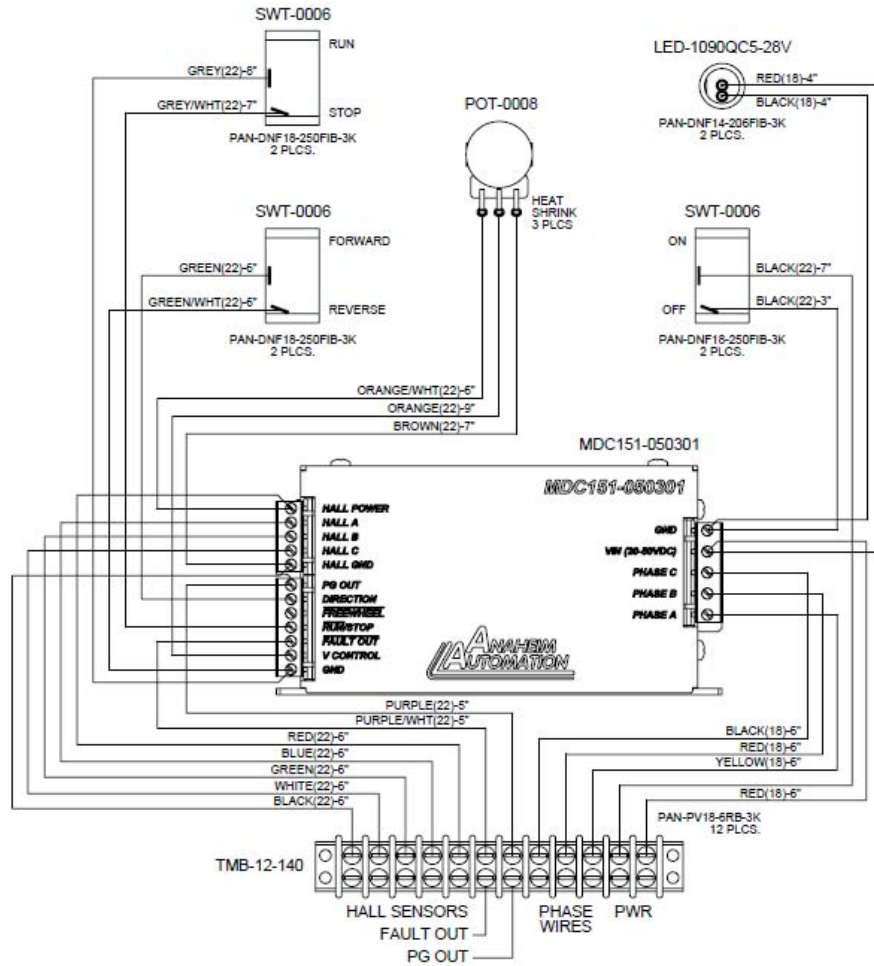 SWT-0006
RUN
GREY(22)-8"
GREY/WHT(22)-7"
STOP
PAN-DNF18-250FIB-3K
2 PLCS.
LED-1090QC5-28V
RED(18)-4"
BLACK(18)-4"
PAN-DNF14-206FIB-3K
2 PLCS.
POT-0008
HEAT
SHRINK
3 PLCS
SWT-0006
FORWARD
GREEN(22)-6"
GREEN/WHT(22)-6"
REVERSE
PAN-DNF18-250FIB-3K
2 PLCS.
SWT-0006
ON
BLACK(22)-7"
BLACK(22)-3"
OFF
PAN-DNF18-250FIB-3K
2 PLCS.
ORANGE/WHT(22)-6"
ORANGE(22)-9"
BROWN(22)-7"
MDC151-050301
MDC151-050301
HALL POWER
HALL A
HALL B
HALL C
HALL GND
PG OUT
DIRECTION
FREEWHEEL
RUN/STOP
FAULT OUT
V CONTROL
GND
GND
VIN (20-50VDC)
PHASE C
PHASE B
PHASE A
ANAHEIM
AUTOMATION
PURPLE(22)-5"
PURPLE/WHT(22)-5"
RED(22)-6"
BLUE(22)-6"
GREEN(22)-6"
WHITE(22)-6"
BLACK(22)-6"
BLACK(18)-6"
RED(18)-6"
YELLOW(18)-6"
RED(18)-6"
PAN-PV18-6RB-3K
12 PLCS.
TMB-12-140
HALL SENSORS
FAULT OUT
PG OUT
PHASE
WIRES
PWR